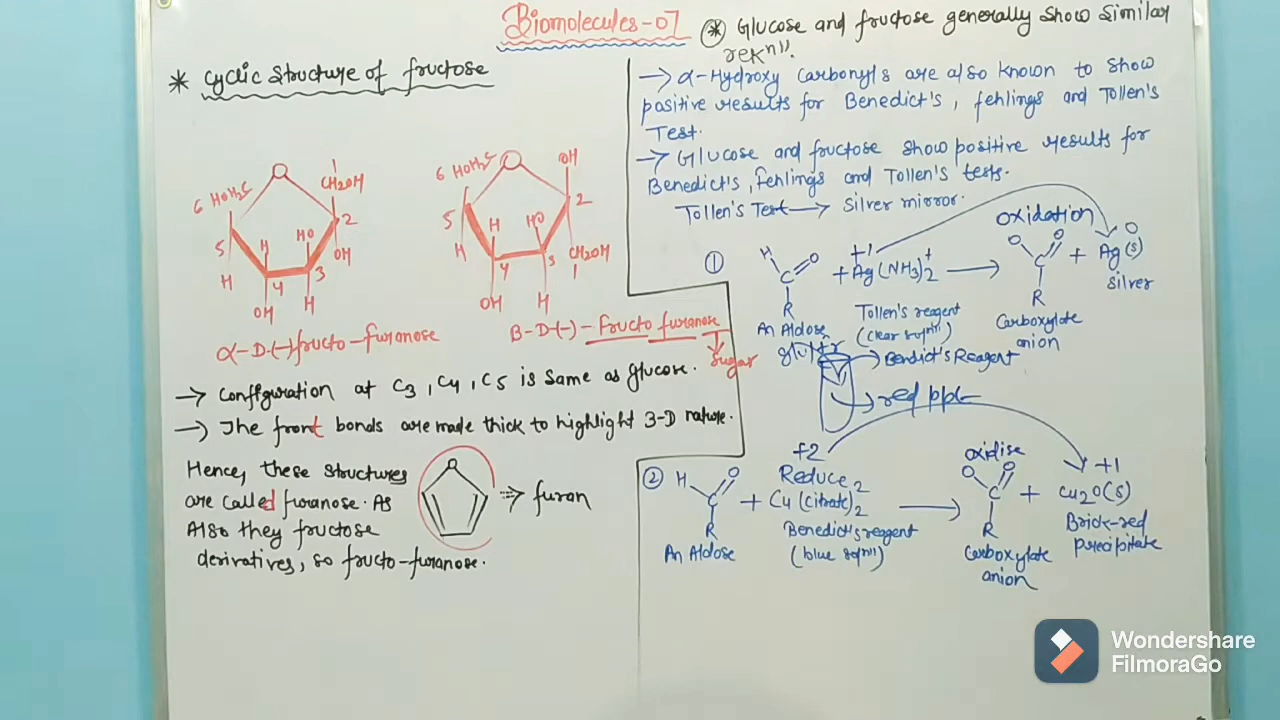 Biomolecules-07
* Cyclic structure of fructose
6 HOH₂C O CH₂OH
5 2
H H HO OH
4 3
OH H
α-D-(-)fructo-furanose
6 HOH₂C O OH
5 2
H H HO CH₂OH
4 3
OH H
B-D-(-)-fructo furanose
Sugar
→ Configuration at C3, C4, C5 is same as glucose.
→ The front bonds are made thick to highlight 3-D nature.
Hence, these structures
are called furanose. As
Also they fructose
derivatives, so fructo-furanose.
O
furan
* Glucose and fructose generally show similar
rexⁿ!!.
→ α-Hydroxy carbonyls are also known to show
positive results for Benedict's, fehlings and Tollen's
Test.
→ Glucose and fructose show positive results for
Benedict's, fehlings and Tollen's tests.
Tollen's Test → Silver mirror.
Oxidation
1 H C O R + Ag(NH3)2+ → O C O R + Ag(s)
+1 0
silver
An Aldose
Tollen's reagent
(clear solⁿ)
Carboxylate
anion
→ Bendict's Reagent
→ red ppt
+2 oxidise +1
Reduce
2 H C O R + Cu(citrate)2 → O C O R + Cu2O(s)
An Aldose
Benedict's reagent
(blue solⁿ)
Carboxylate
anion
Brick-red
precipitate
Wondershare
FilmoraGo